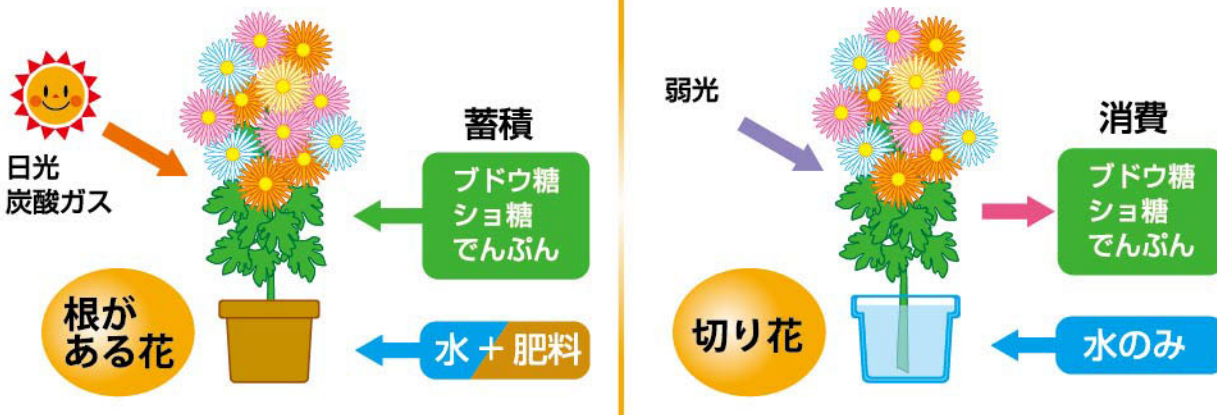 日光
炭酸ガス
蓄積
ブドウ糖
ショ糖
でんぷん
根が
ある花
水+肥料
弱光
消費
ブドウ糖
ショ糖
でんぷん
切り花
水のみ